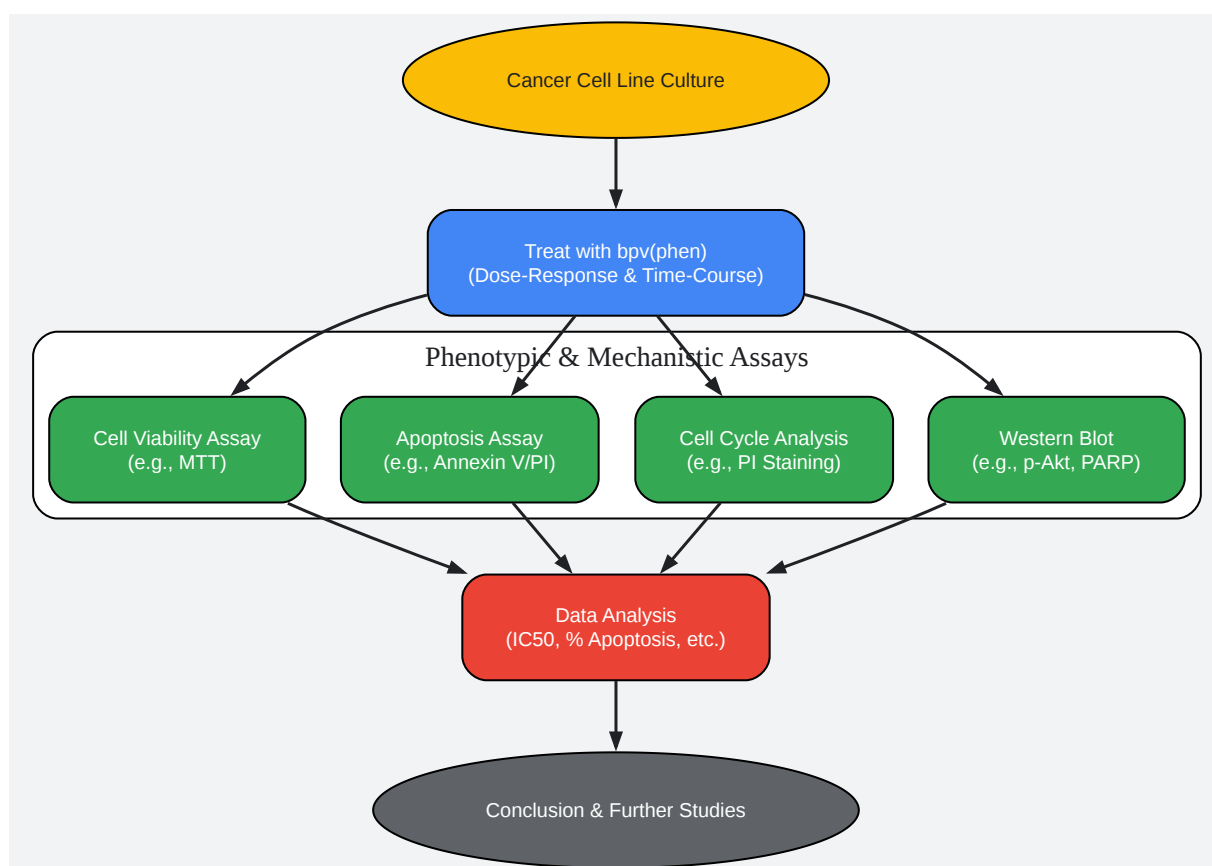 Cancer Cell Line Culture
Treat with bpv(phen)
(Dose-Response & Time-Course)
Phenotypic & Mechanistic Assays
Cell Viability Assay
(e.g., MTT)
Apoptosis Assay
(e.g., Annexin V/PI)
Cell Cycle Analysis
(e.g., PI Staining)
Western Blot
(e.g., p-Akt, PARP)
Data Analysis
(IC50, % Apoptosis, etc.)
Conclusion & Further Studies